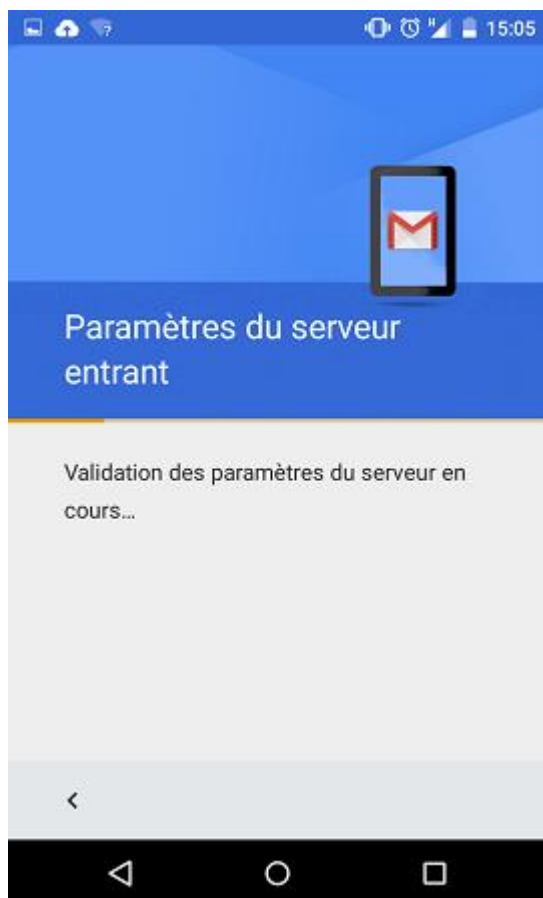 H 15:05
Paramètres du serveur
entrant
Validation des paramètres du serveur en
cours…